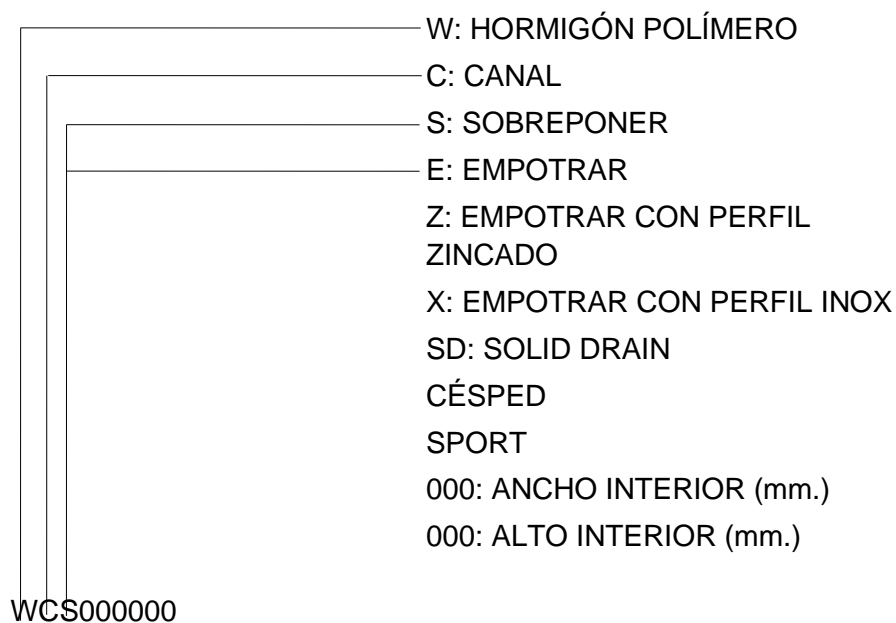 W: HORMIGÓN POLÍMERO
C: CANAL
S: SOBREPONER
E: EMPOTRAR
Z: EMPOTRAR CON PERFIL
ZINCADO
X: EMPOTRAR CON PERFIL INOX
SD: SOLID DRAIN
CÉSPED
SPORT
000: ANCHO INTERIOR (mm.)
000: ALTO INTERIOR (mm.)
WCS000000